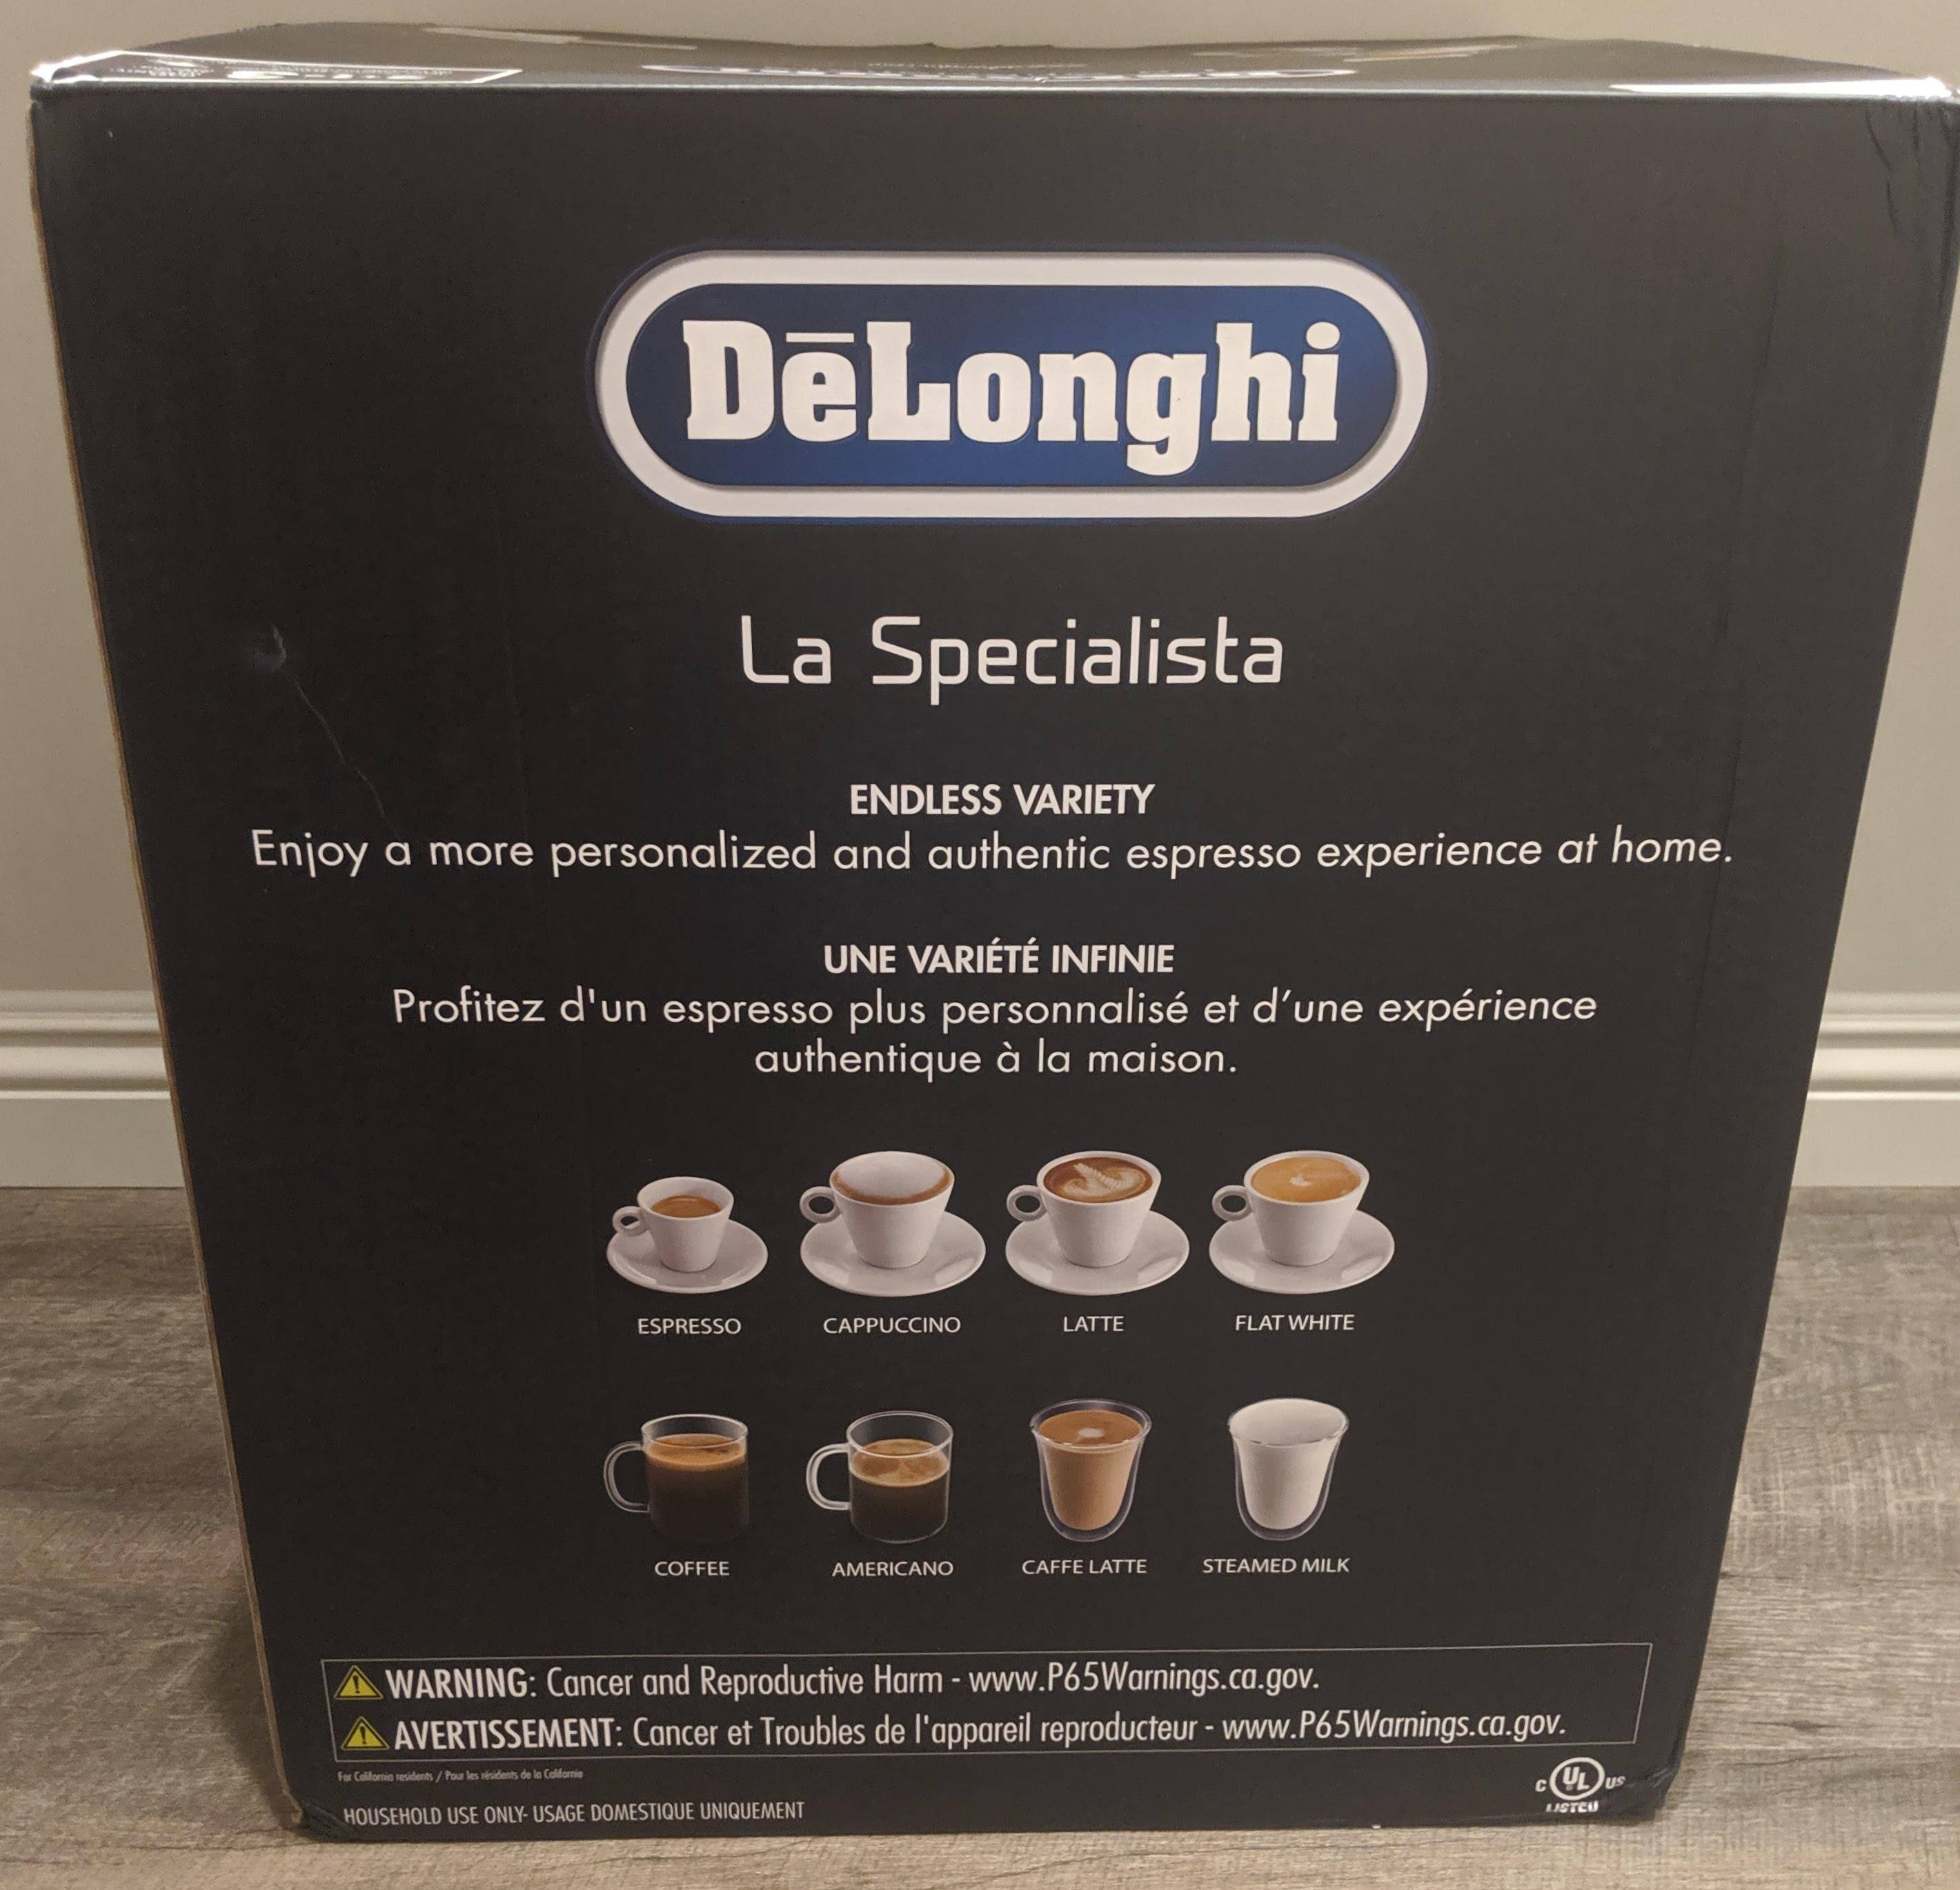 DēLonghi
La Specialista
ENDLESS VARIETY
Enjoy a more personalized and authentic espresso experience at home.
UNE VARIÉTÉ INFINIE
Profitez d'un espresso plus personnalisé et d’une expérience
authentique à la maison.
ESPRESSO CAPPUCCINO LATTE FLAT WHITE
COFFEE AMERICANO CAFFE LATTE STEAMED MILK
WARNING: Cancer and Reproductive Harm - www.P65Warnings.ca.gov.
AVERTISSEMENT: Cancer et Troubles de l'appareil reproducteur - www.P65Warnings.ca.gov.
For California residents / Pour les résidents de la Californie
HOUSEHOLD USE ONLY- USAGE DOMESTIQUE UNIQUEMENT
C UL US
LISTED